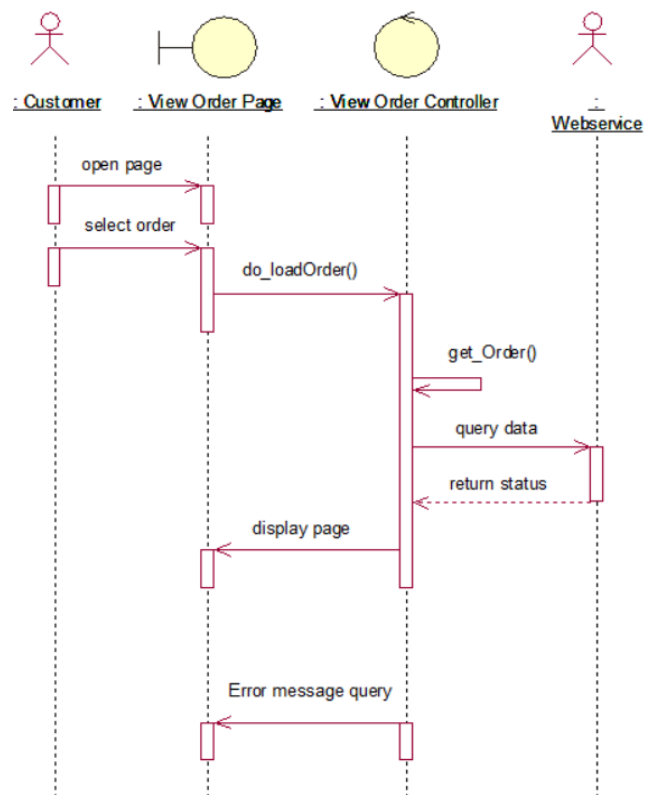 : Customer
: View Order Page
: View Order Controller
:
Webservice
open page
select order
do_loadOrder()
get_Order()
query data
return status
display page
Error message query